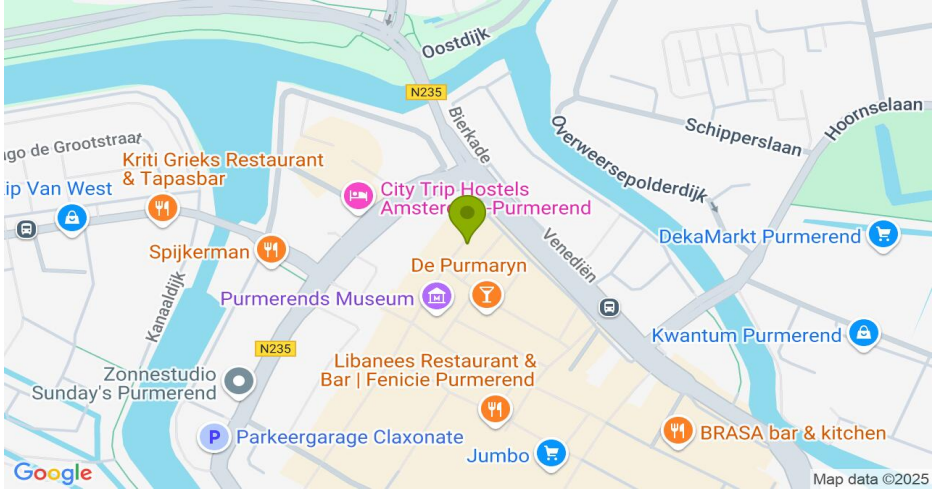 Oostdijk
N235
Bierkade
Hoornselaan
Schipperslaan
Overweersepolderdijk
go de Grootstraat
Kriti Grieks Restaurant
& Tapasbar
ip Van West
City Trip Hostels
Purmerend
Spijkerman
Venediën
DekaMarkt Purmerend
De Purmaryn
Kanaaldijk
Purmerends Museum
Kwantum Purmerend
N235
Libanees Restaurant &
Bar | Fenicie Purmerend
Zonnestudio
Sunday's Purmerend
P
Parkeergarage Claxonate
BRASA bar & kitchen
Jumbo
Google
Map data ©2025